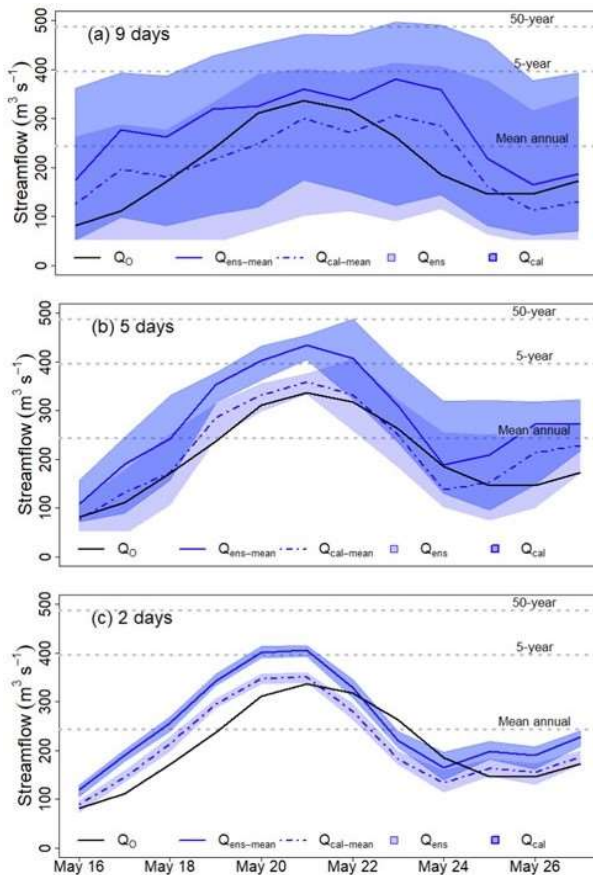 (a) 9 days
50-year
5-year
Mean annual
500
400
300
200
100
0
Streamflow (m³ s⁻¹)
Q_O Q_ens−mean Q_cal−mean Q_ens Q_cal
(b) 5 days
50-year
5-year
Mean annual
500
400
300
200
100
0
Streamflow (m³ s⁻¹)
Q_O Q_ens−mean Q_cal−mean Q_ens Q_cal
(c) 2 days
50-year
5-year
Mean annual
500
400
300
200
100
0
Streamflow (m³ s⁻¹)
Q_O Q_ens−mean Q_cal−mean Q_ens Q_cal
May 16 May 18 May 20 May 22 May 24 May 26